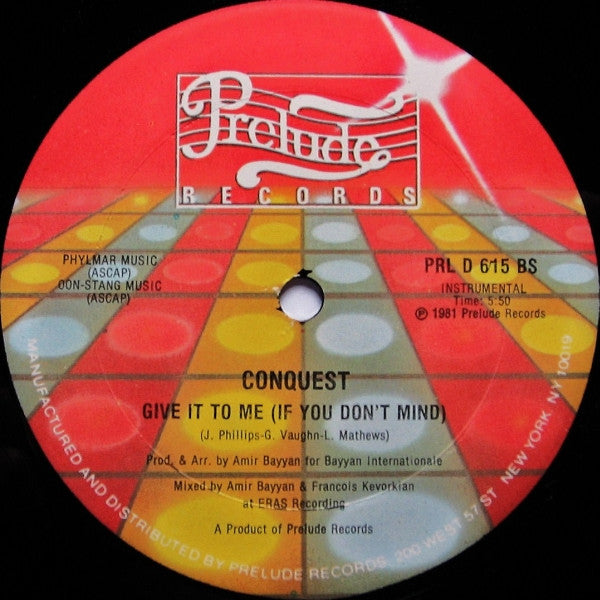 Prelude
RECORDS
PHYLMAR MUSIC
(ASCAP)
OON-STANG MUSIC
(ASCAP)
PRL D 615 BS
INSTRUMENTAL
Time: 5:50
℗ 1981 Prelude Records
CONQUEST
GIVE IT TO ME (IF YOU DON'T MIND)
(J. Phillips-G. Vaughn-L. Mathews)
Prod. & Arr. by Amir Bayyan for Bayyan Internationale
Mixed by Amir Bayyan & Francois Kevorkian
at ERAS Recording
A Product of Prelude Records
MANUFACTURED AND DISTRIBUTED BY PRELUDE RECORDS, 200 WEST 57 ST NEW YORK, NY 10019